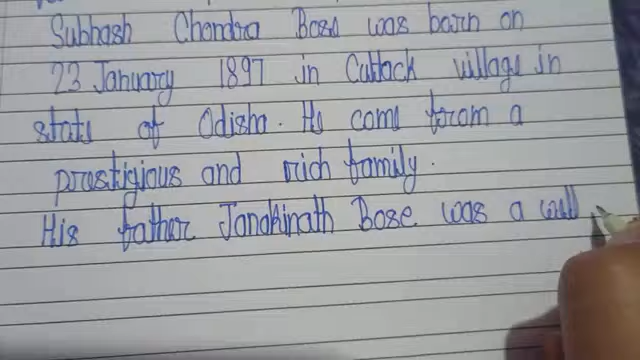 Subhash Chandra Bose was born on
23 January 1897 in Cuttack village in
state of Odisha. He come from a
prestigious and rich family.
His father Janakinath Bose was a well